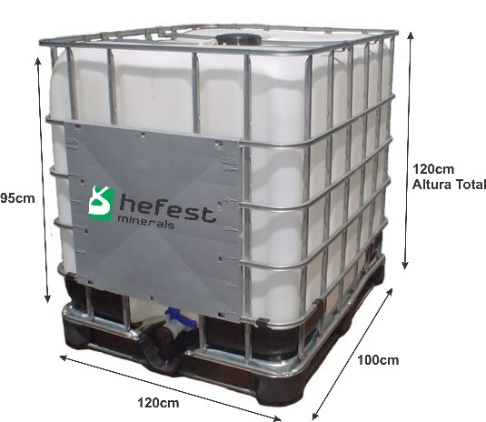 95cm
hefest
minerals
120cm
Altura Total
100cm
120cm